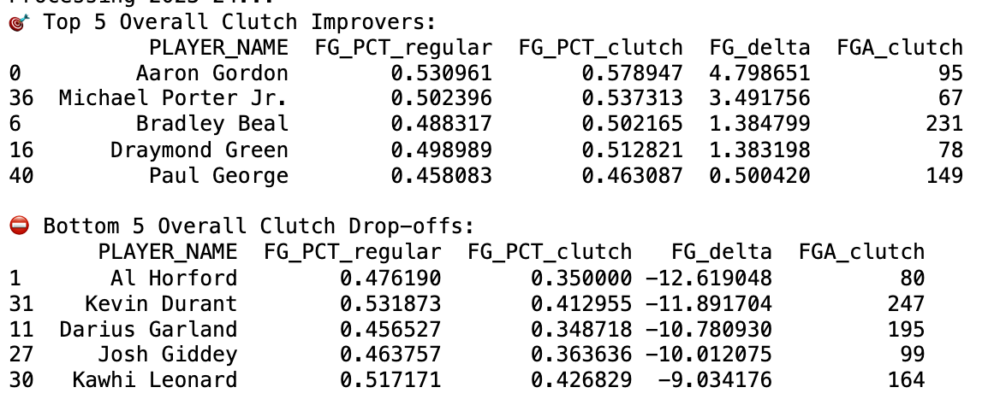 Processing 2023-24...
🎯 Top 5 Overall Clutch Improvers:
PLAYER_NAME FG_PCT_regular FG_PCT_clutch FG_delta FGA_clutch
0 Aaron Gordon 0.530961 0.578947 4.798651 95
36 Michael Porter Jr. 0.502396 0.537313 3.491756 67
6 Bradley Beal 0.488317 0.502165 1.384799 231
16 Draymond Green 0.498989 0.512821 1.383198 78
40 Paul George 0.458083 0.463087 0.500420 149
⛔ Bottom 5 Overall Clutch Drop-offs:
PLAYER_NAME FG_PCT_regular FG_PCT_clutch FG_delta FGA_clutch
1 Al Horford 0.476190 0.350000 -12.619048 80
31 Kevin Durant 0.531873 0.412955 -11.891704 247
11 Darius Garland 0.456527 0.348718 -10.780930 195
27 Josh Giddey 0.463757 0.363636 -10.012075 99
30 Kawhi Leonard 0.517171 0.426829 -9.034176 164